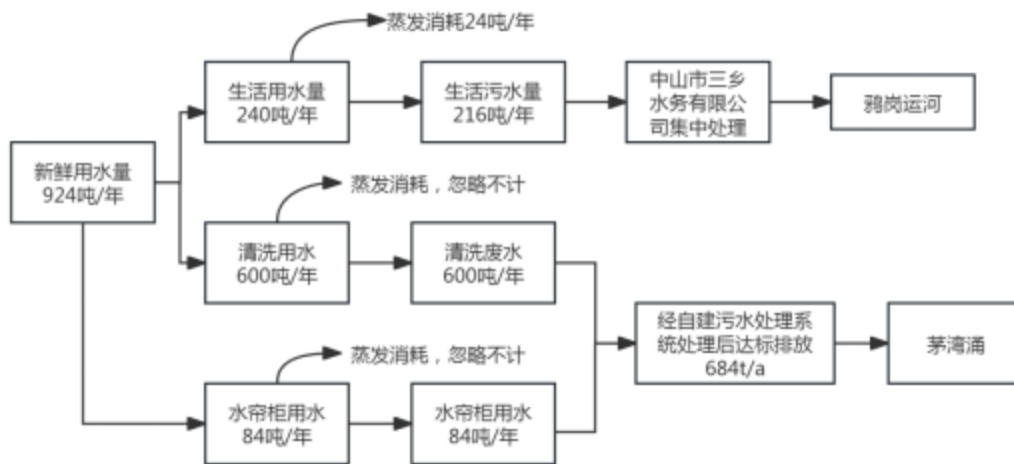 蒸发消耗24吨/年
生活用水量
240吨/年
生活污水量
216吨/年
中山市三乡
水务有限公
司集中处理
鸦岗运河
新鲜用水量
924吨/年
蒸发消耗，忽略不计
清洗用水
600吨/年
清洗废水
600吨/年
经自建污水处理系
统处理后达标排放
684t/a
茅湾涌
蒸发消耗，忽略不计
水帘柜用水
84吨/年
水帘柜用水
84吨/年